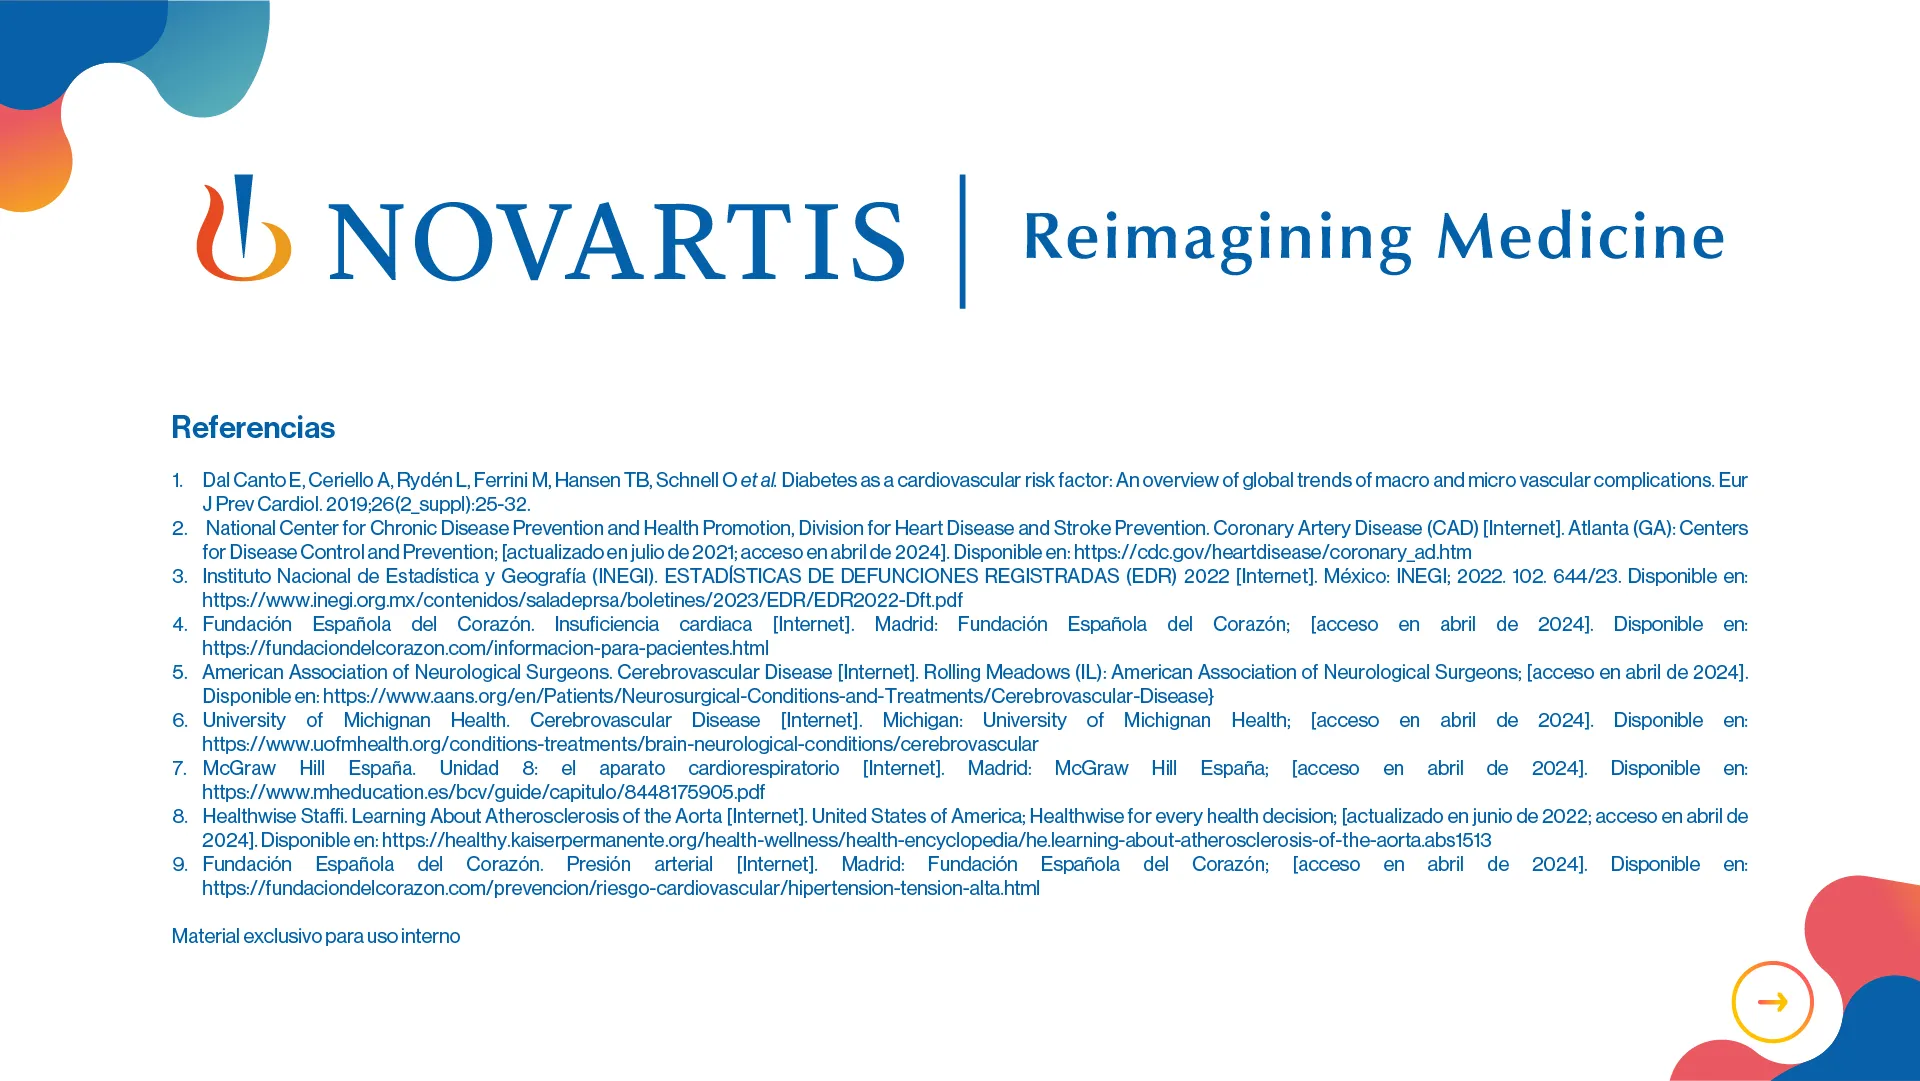 NOVARTIS | Reimagining Medicine
Referencias
1. Dal Canto E, Ceriello A, Rydén L, Ferrini M, Hansen TB, Schnell O et al. Diabetes as a cardiovascular risk factor: An overview of global trends of macro and micro vascular complications. Eur
J Prev Cardiol. 2019;26(2_suppl):25-32.
2. National Center for Chronic Disease Prevention and Health Promotion, Division for Heart Disease and Stroke Prevention. Coronary Artery Disease (CAD) [Internet]. Atlanta (GA): Centers
for Disease Control and Prevention; [actualizado en julio de 2021; acceso en abril de 2024]. Disponible en: https://cdc.gov/heartdisease/coronary_ad.htm
3. Instituto Nacional de Estadística y Geografía (INEGI). ESTADÍSTICAS DE DEFUNCIONES REGISTRADAS (EDR) 2022 [Internet]. México: INEGI; 2022. 102. 644/23. Disponible en:
https://www.inegi.org.mx/contenidos/saladeprsa/boletines/2023/EDR/EDR2022-Dft.pdf
4. Fundación Española del Corazón. Insuficiencia cardiaca [Internet]. Madrid: Fundación Española del Corazón; [acceso en abril de 2024]. Disponible en:
https://fundaciondelcorazon.com/informacion-para-pacientes.html
5. American Association of Neurological Surgeons. Cerebrovascular Disease [Internet]. Rolling Meadows (IL): American Association of Neurological Surgeons; [acceso en abril de 2024].
Disponible en: https://www.aans.org/en/Patients/Neurosurgical-Conditions-and-Treatments/Cerebrovascular-Disease}
6. University of Michignan Health. Cerebrovascular Disease [Internet]. Michigan: University of Michignan Health; [acceso en abril de 2024]. Disponible en:
https://www.uofmhealth.org/conditions-treatments/brain-neurological-conditions/cerebrovascular
7. McGraw Hill España. Unidad 8: el aparato cardiorespiratorio [Internet]. Madrid: McGraw Hill España; [acceso en abril de 2024]. Disponible en:
https://www.mheducation.es/bcv/guide/capitulo/8448175905.pdf
8. Healthwise Staffi. Learning About Atherosclerosis of the Aorta [Internet]. United States of America; Healthwise for every health decision; [actualizado en junio de 2022; acceso en abril de
2024]. Disponible en: https://healthy.kaiserpermanente.org/health-wellness/health-encyclopedia/he.learning-about-atherosclerosis-of-the-aorta.abs1513
9. Fundación Española del Corazón. Presión arterial [Internet]. Madrid: Fundación Española del Corazón; [acceso en abril de 2024]. Disponible en:
https://fundaciondelcorazon.com/prevencion/riesgo-cardiovascular/hipertension-tension-alta.html
Material exclusivo para uso interno